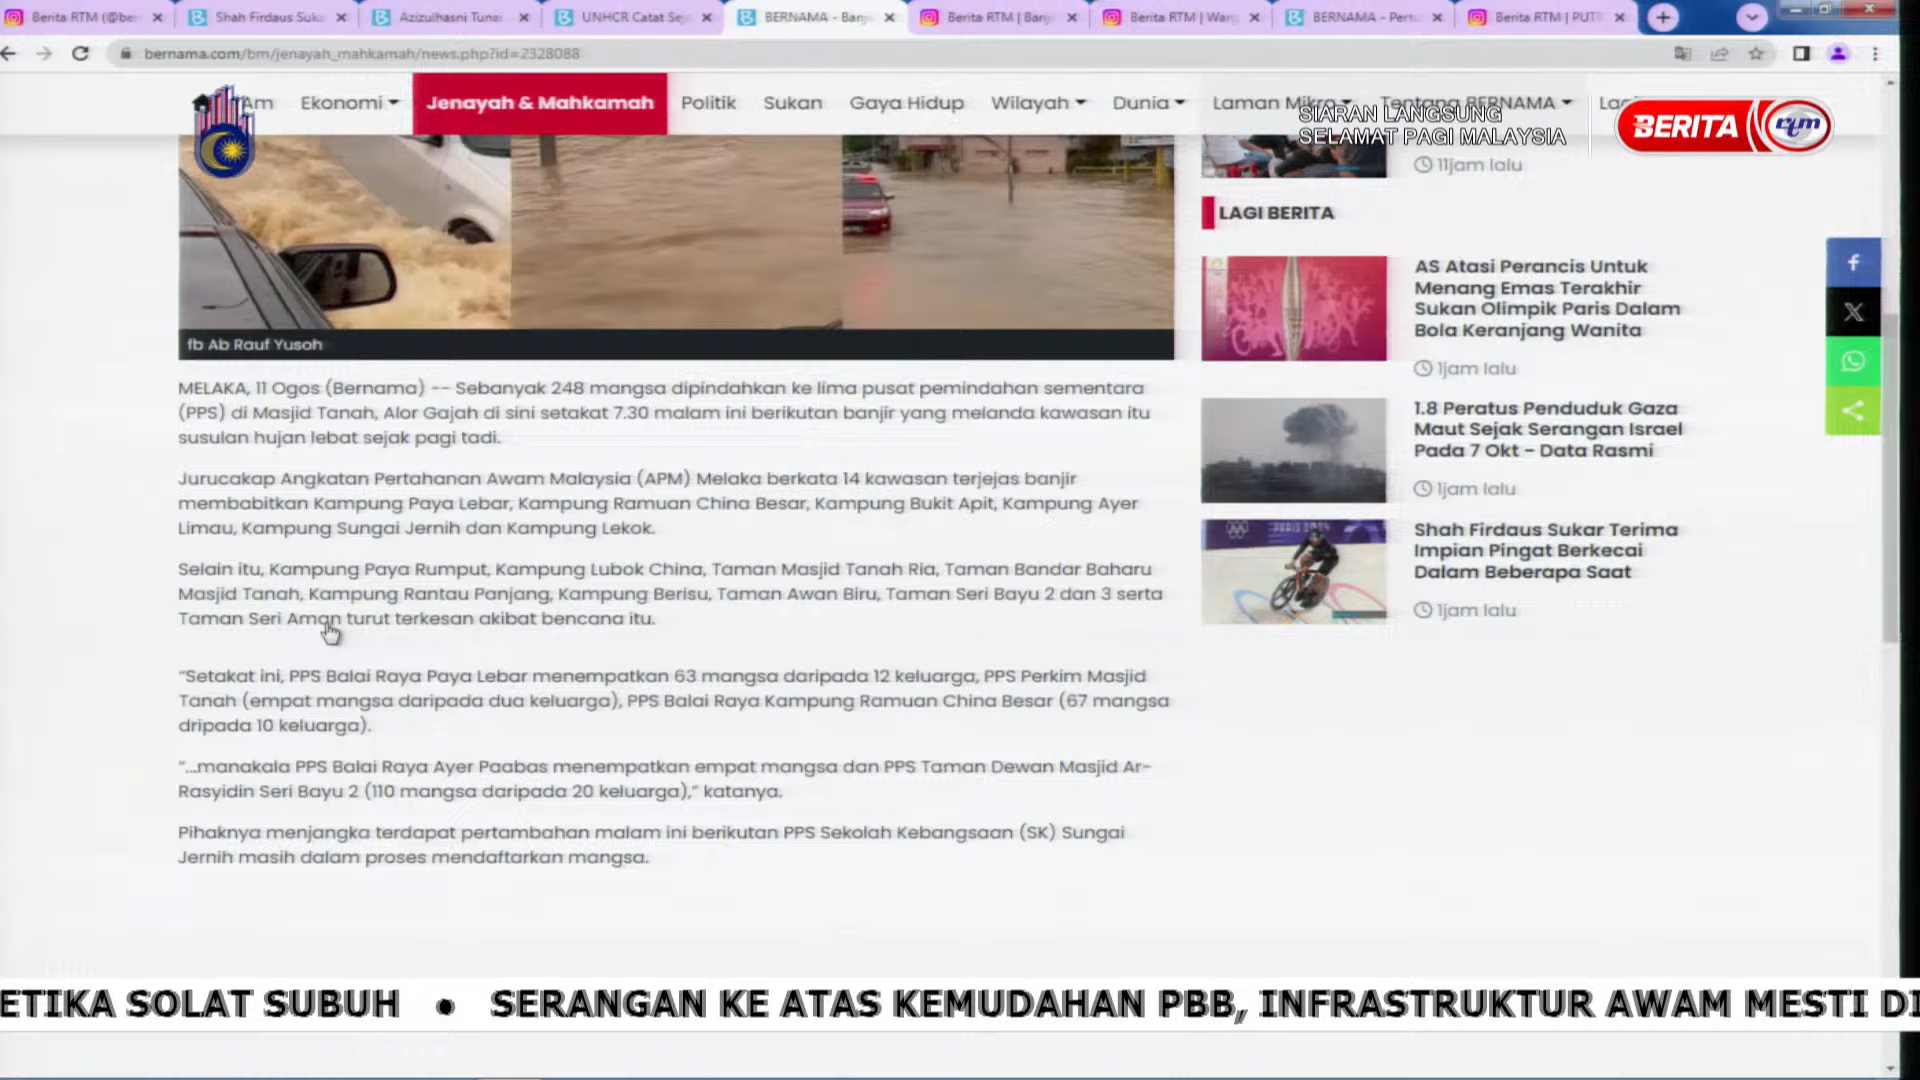 Berita RTM (@ber
Shah Firdaus Suka
Azizulhasni Tunai
UNHCR Catat Sej
BERNAMA - Banj
Berita RTM | Banj
Berita RTM | Warg
BERNAMA - Pert
Berita RTM | PUT
bernama.com/bm/jenayah_mahkamah/news.php?id=2328088
Am
Ekonomi
Jenayah & Mahkamah
Politik
Sukan
Gaya Hidup
Wilayah
Dunia
Laman Mikro
Tentang BERNAMA
SIARAN LANGSUNG
SELAMAT PAGI MALAYSIA
BERITA rtm
11jam lalu
LAGI BERITA
AS Atasi Perancis Untuk
Menang Emas Terakhir
Sukan Olimpik Paris Dalam
Bola Keranjang Wanita
1jam lalu
1.8 Peratus Penduduk Gaza
Maut Sejak Serangan Israel
Pada 7 Okt - Data Rasmi
1jam lalu
Shah Firdaus Sukar Terima
Impian Pingat Berkecai
Dalam Beberapa Saat
1jam lalu
fb Ab Rauf Yusoh
MELAKA, 11 Ogos (Bernama) -- Sebanyak 248 mangsa dipindahkan ke lima pusat pemindahan sementara
(PPS) di Masjid Tanah, Alor Gajah di sini setakat 7.30 malam ini berikutan banjir yang melanda kawasan itu
susulan hujan lebat sejak pagi tadi.
Jurucakap Angkatan Pertahanan Awam Malaysia (APM) Melaka berkata 14 kawasan terjejas banjir
membabitkan Kampung Paya Lebar, Kampung Ramuan China Besar, Kampung Bukit Apit, Kampung Ayer
Limau, Kampung Sungai Jernih dan Kampung Lekok.
Selain itu, Kampung Paya Rumput, Kampung Lubok China, Taman Masjid Tanah Ria, Taman Bandar Baharu
Masjid Tanah, Kampung Rantau Panjang, Kampung Berisu, Taman Awan Biru, Taman Seri Bayu 2 dan 3 serta
Taman Seri Aman turut terkesan akibat bencana itu.
“Setakat ini, PPS Balai Raya Paya Lebar menempatkan 63 mangsa daripada 12 keluarga, PPS Perkim Masjid
Tanah (empat mangsa daripada dua keluarga), PPS Balai Raya Kampung Ramuan China Besar (67 mangsa
dripada 10 keluarga).
“...manakala PPS Balai Raya Ayer Paabas menempatkan empat mangsa dan PPS Taman Dewan Masjid Ar-
Rasyidin Seri Bayu 2 (110 mangsa daripada 20 keluarga),” katanya.
Pihaknya menjangka terdapat pertambahan malam ini berikutan PPS Sekolah Kebangsaan (SK) Sungai
Jernih masih dalam proses mendaftarkan mangsa.
ETIKA SOLAT SUBUH • SERANGAN KE ATAS KEMUDAHAN PBB, INFRASTRUKTUR AWAM MESTI DI